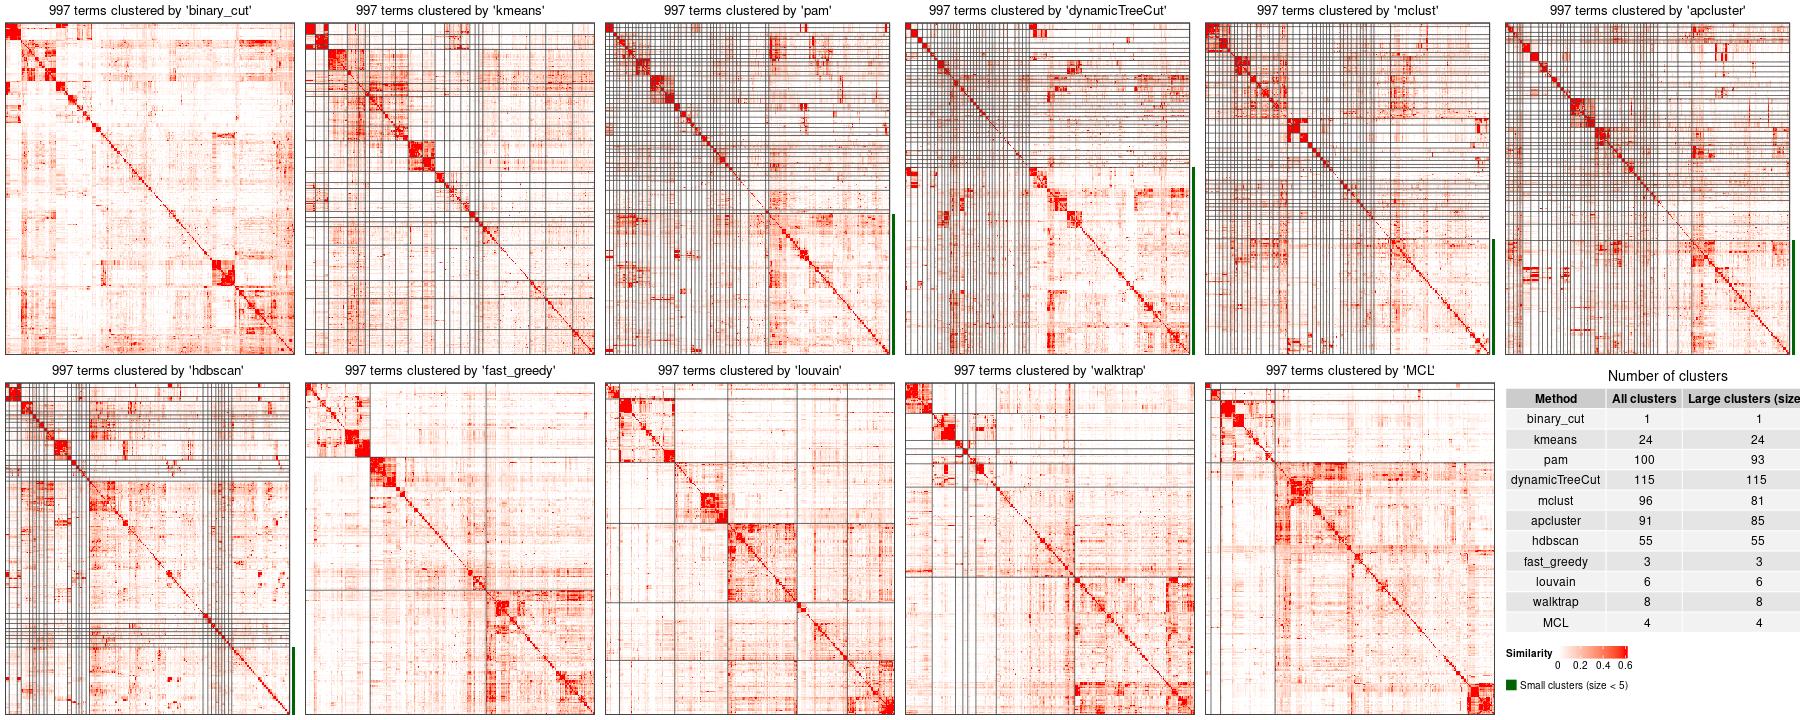 997 terms clustered by 'binary_cut'
997 terms clustered by 'kmeans'
997 terms clustered by 'pam'
997 terms clustered by 'dynamicTreeCut'
997 terms clustered by 'mclust'
997 terms clustered by 'apcluster'
997 terms clustered by 'hdbscan'
997 terms clustered by 'fast_greedy'
997 terms clustered by 'louvain'
997 terms clustered by 'walktrap'
997 terms clustered by 'MCL'
Number of clusters
Method All clusters Large clusters (size
binary_cut 1 1
kmeans 24 24
pam 100 93
dynamicTreeCut 115 115
mclust 96 81
apcluster 91 85
hdbscan 55 55
fast_greedy 3 3
louvain 6 6
walktrap 8 8
MCL 4 4
Similarity
0 0.2 0.4 0.6
Small clusters (size < 5)